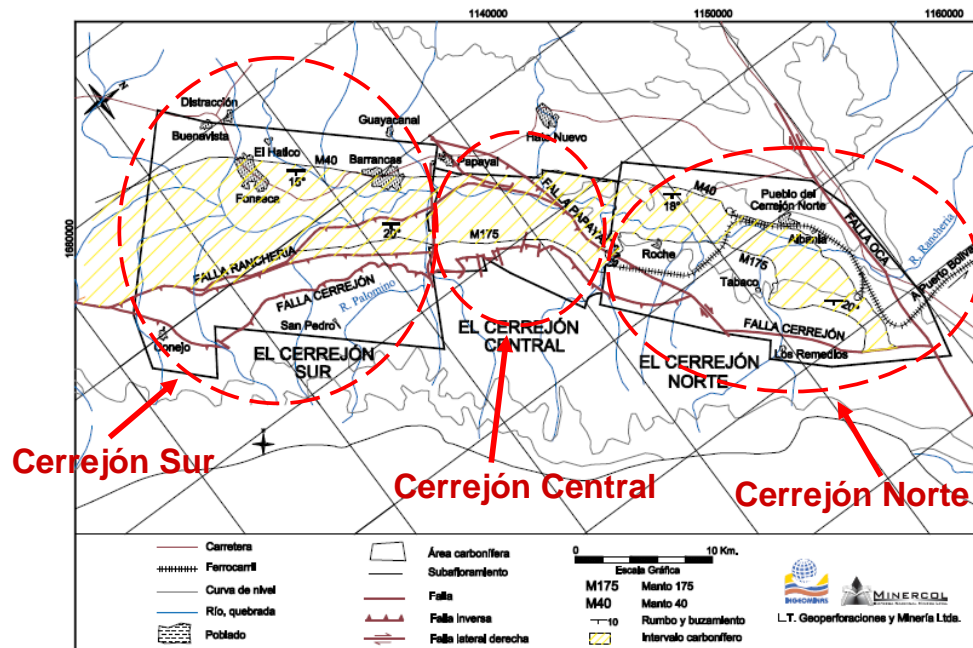 1140000
1150000
1160000
1080000
N
Distracción
Buenavista
Guayacanal
Hato Nuevo
El Hatico
M40
Barrancas
Papayal
15°
Fonseca
FALLA PAPAYAL
M40
18°
Pueblo del
Cerrejón Norte
FALLA OCA
R. Ranchería
20°
M175
Roche
Albania
M175
FALLA RANCHERIA
FALLA CERREJÓN
R. Palomino
Tabaco
20°
A Puerto Bolívar
San Pedro
Conejo
EL CERREJÓN
SUR
EL CERREJÓN
CENTRAL
FALLA CERREJÓN
Los Remedios
EL CERREJÓN
NORTE
Cerrejón Sur
Cerrejón Central
Cerrejón Norte
Carretera
Ferrocarril
Curva de nivel
Río, quebrada
Poblado
Área carbonífera
Subafloramiento
Falla
Falla inversa
Falla lateral derecha
0 10 Km.
Escala Gráfica
M175 Manto 175
M40 Manto 40
10 Rumbo y buzamiento
Intervalo carbonífero
INGEOMINAS
MINERCOL
L.T. Geoperforaciones y Minería Ltda.